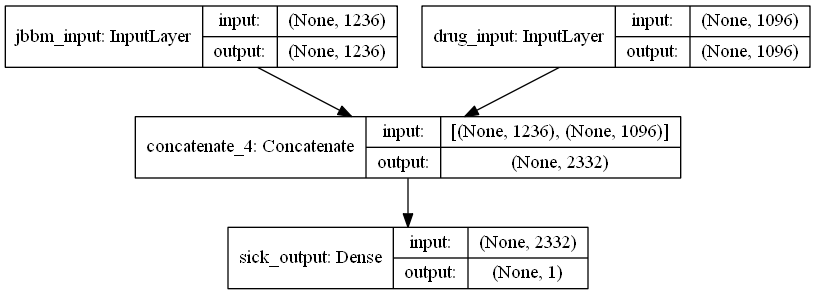 jbbm_input: InputLayer
input: (None, 1236)
output: (None, 1236)
drug_input: InputLayer
input: (None, 1096)
output: (None, 1096)
concatenate_4: Concatenate
input: [(None, 1236), (None, 1096)]
output: (None, 2332)
sick_output: Dense
input: (None, 2332)
output: (None, 1)